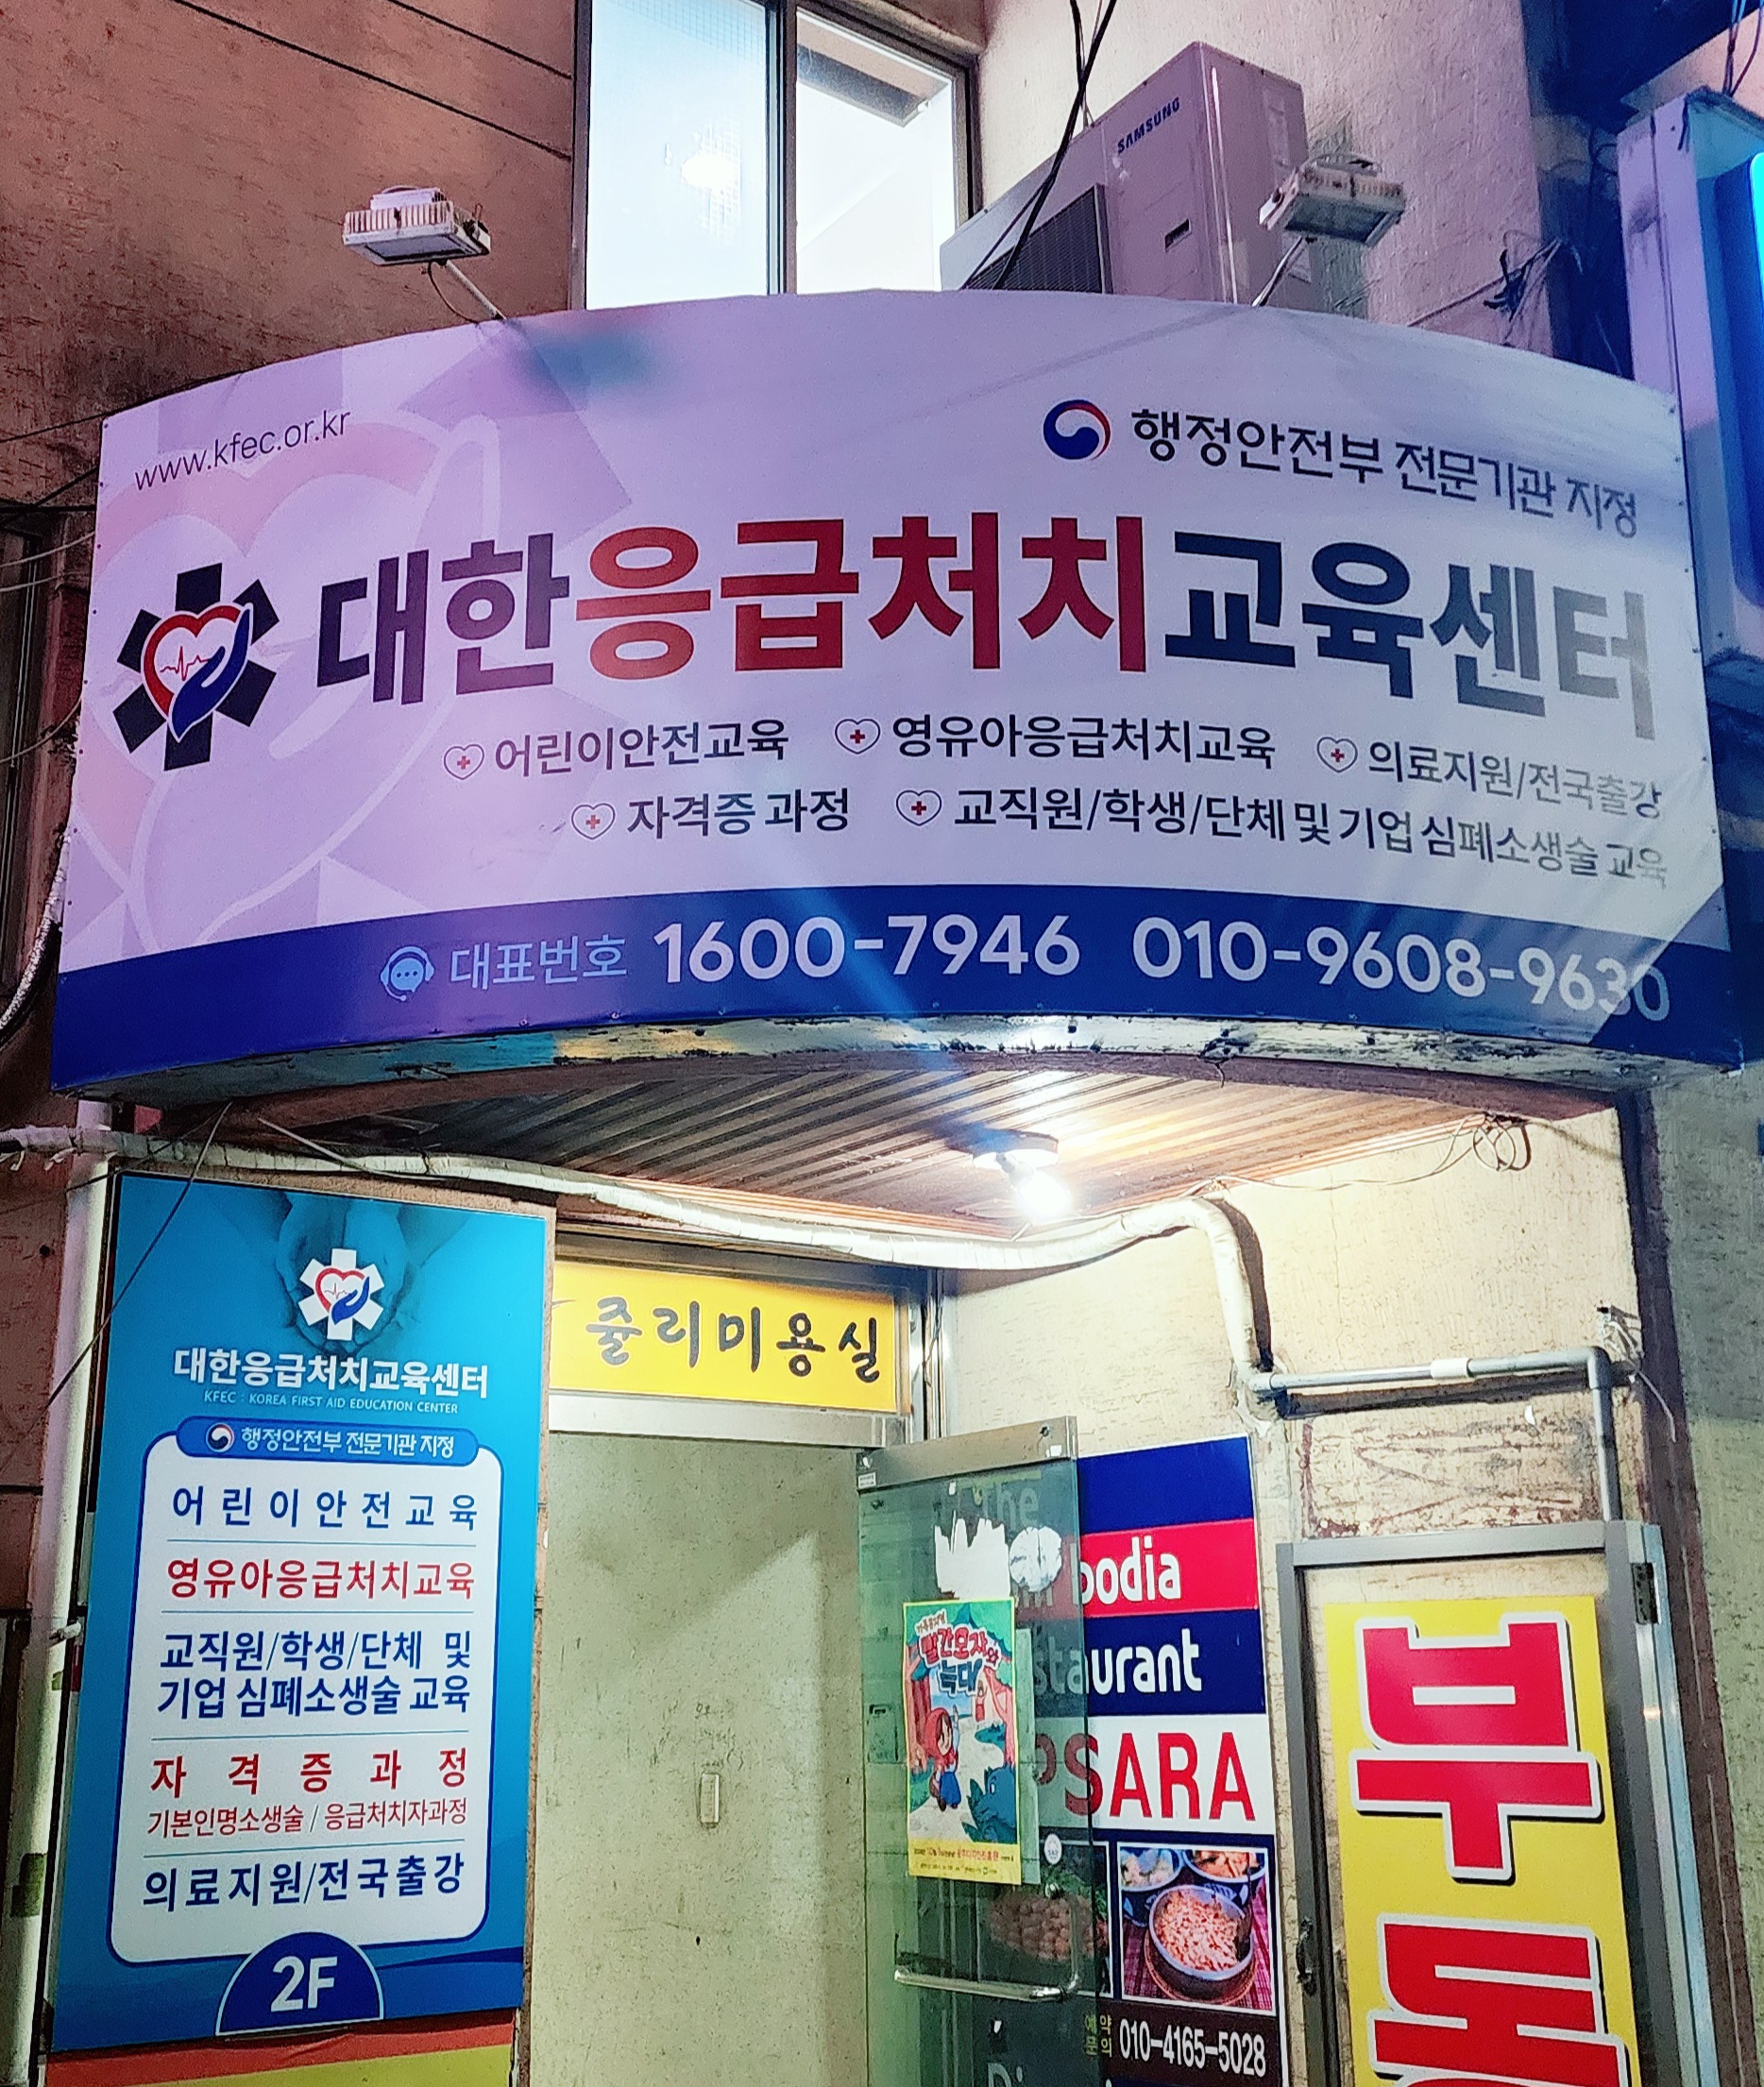 SAMSUNG
www.kfec.or.kr
행정안전부 전문기관 지정
대한응급처치교육센터
어린이안전교육 영유아응급처치교육 의료지원/전국출강
자격증 과정 교직원/학생/단체 및 기업 심폐소생술 교육
대표번호 1600-7946 010-9608-9630
대한응급처치교육센터
KFEC : KOREA FIRST AID EDUCATION CENTER
행정안전부 전문기관 지정
어린이안전교육
영유아응급처치교육
교직원/학생/단체 및
기업 심폐소생술 교육
자격증과정
기본인명소생술 / 응급처치자과정
의료지원/전국출강
2F
쥴리미용실
The
bodia
staurant
PSARA
빨간모자와
늑대
예약
문의
010-4165-5028
부
동